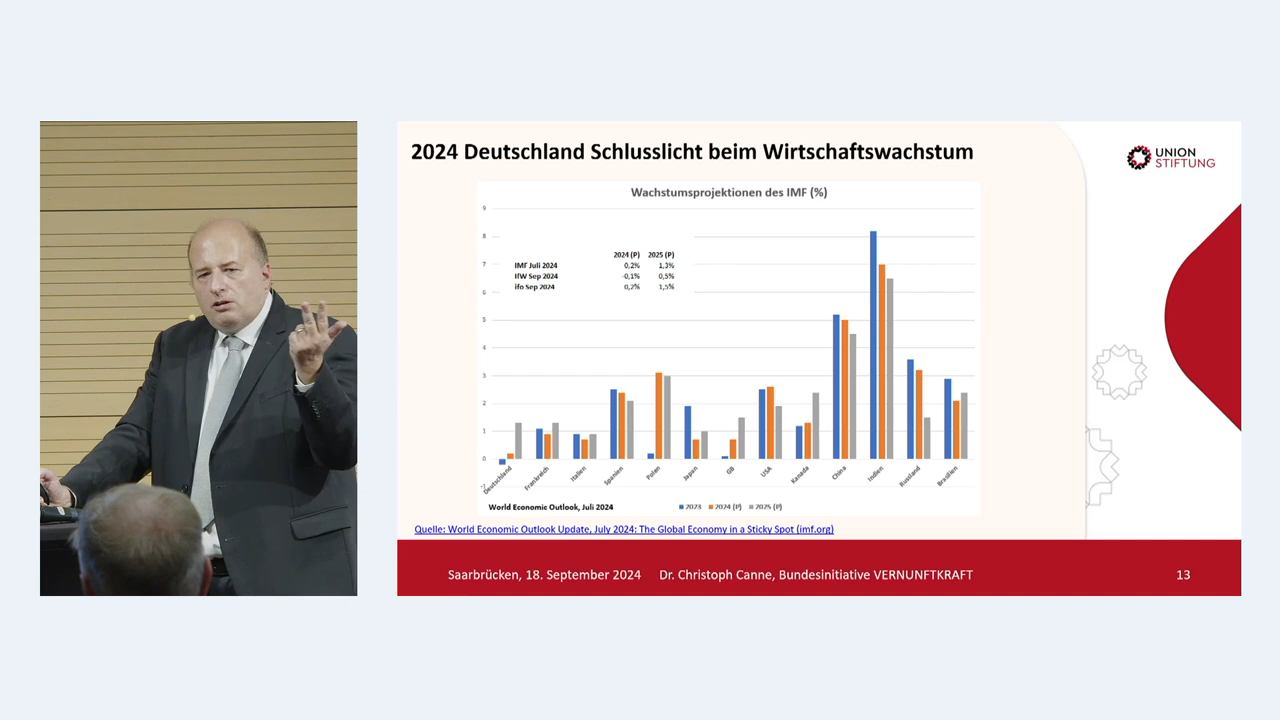 2024 Deutschland Schlusslicht beim Wirtschaftswachstum
UNION
STIFTUNG
Wachstumsprojektionen des IMF (%)
9
8
7
6
5
4
3
2
1
0
-1
2024 (P) 2025 (P)
IMF Juli 2024 0,2% 1,3%
IfW Sep 2024 -0,1% 0,5%
ifo Sep 2024 0,2% 1,5%
Deutschland Frankreich Italien Spanien Polen Japan GB USA Kanada China Indien Russland Brasilien
World Economic Outlook, Juli 2024
2023 2024 (P) 2025 (P)
Quelle: World Economic Outlook Update, July 2024: The Global Economy in a Sticky Spot (imf.org)
Saarbrücken, 18. September 2024 Dr. Christoph Canne, Bundesinitiative VERNUNFTKRAFT
13